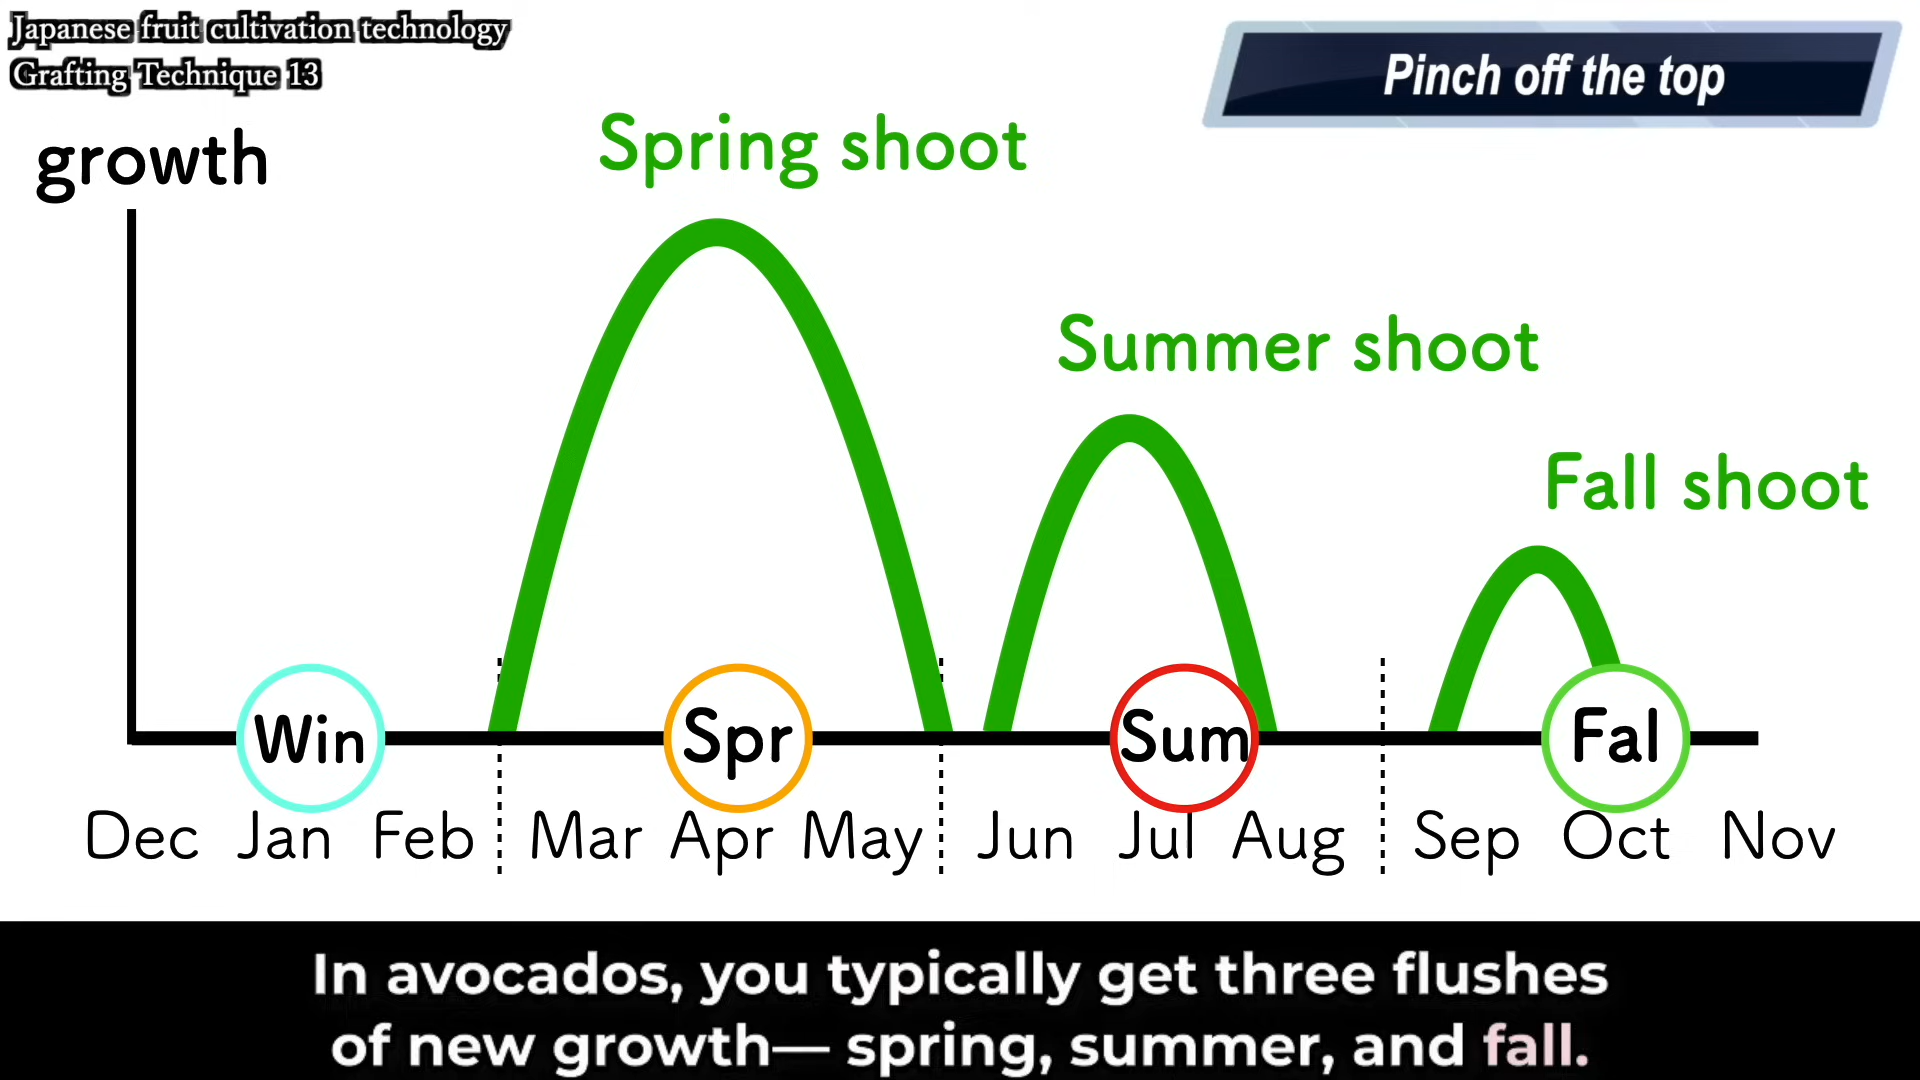 Japanese fruit cultivation technology
Grafting Technique 13
Pinch off the top
growth
Spring shoot
Summer shoot
Fall shoot
Win Spr Sum Fal
Dec Jan Feb Mar Apr May Jun Jul Aug Sep Oct Nov
In avocados, you typically get three flushes
of new growth— spring, summer, and fall.